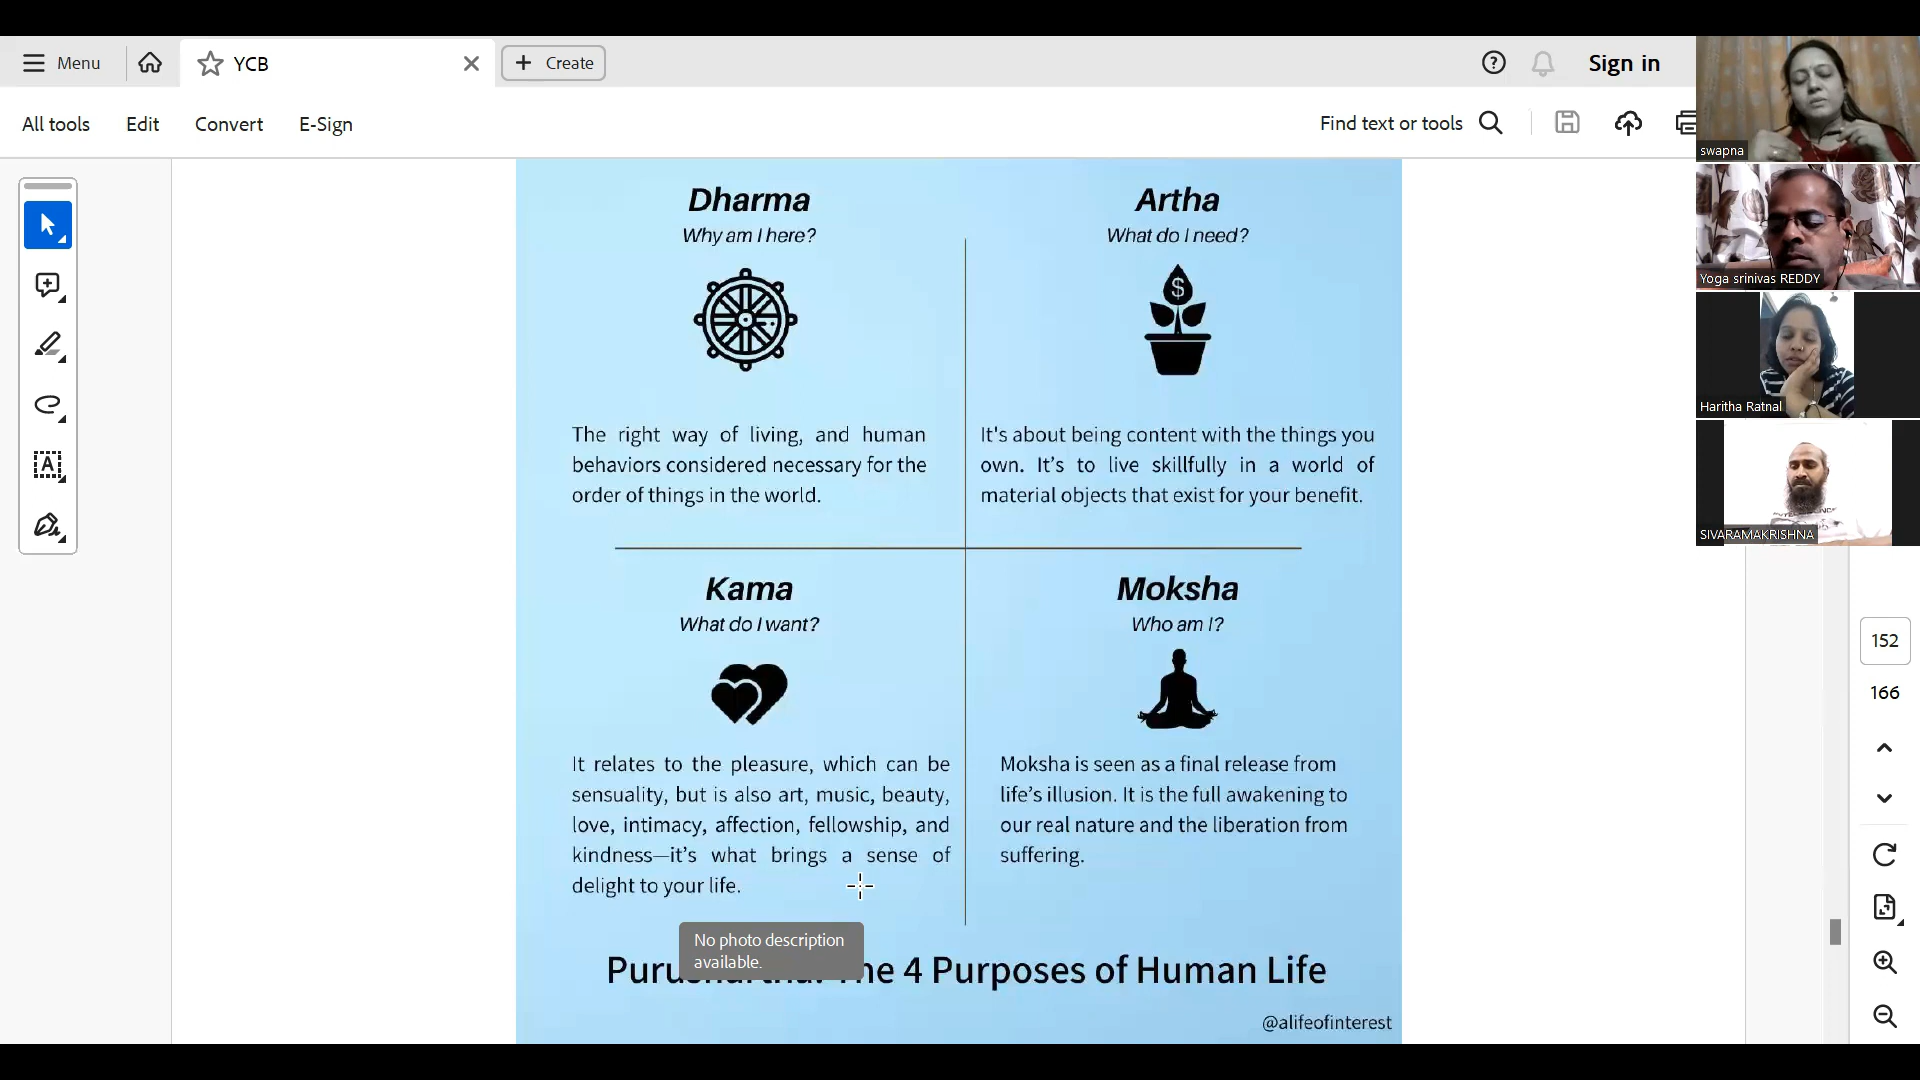 Menu
YCB
Create
Sign in
All tools
Edit
Convert
E-Sign
Find text or tools
swapna
Yoga srinivas REDDY
Haritha Ratnal
SIVARAMAKRISHNA
Dharma
Why am I here?
The right way of living, and human
behaviors considered necessary for the
order of things in the world.
Artha
What do I need?
$
It's about being content with the things you
own. It’s to live skillfully in a world of
material objects that exist for your benefit.
Kama
What do I want?
It relates to the pleasure, which can be
sensuality, but is also art, music, beauty,
love, intimacy, affection, fellowship, and
kindness—it’s what brings a sense of
delight to your life.
Moksha
Who am I?
Moksha is seen as a final release from
life’s illusion. It is the full awakening to
our real nature and the liberation from
suffering.
No photo description
available.
The 4 Purposes of Human Life
@alifeofinterest
152
166